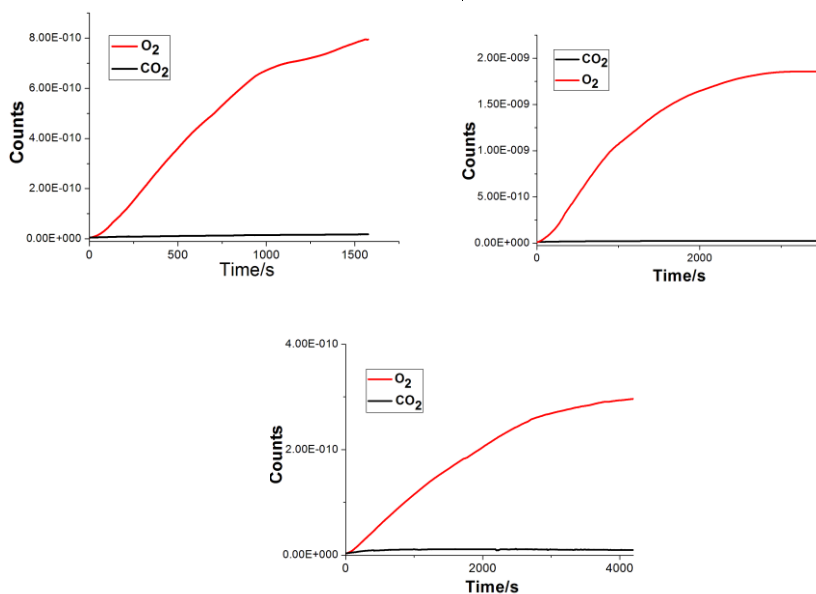 8.00E-010
6.00E-010
4.00E-010
2.00E-010
0.00E+000
Counts
O2
CO2
0
500
1000
1500
Time/s
2.00E-009
1.50E-009
1.00E-009
5.00E-010
0.00E+000
Counts
CO2
O2
0
2000
Time/s
4.00E-010
2.00E-010
0.00E+000
Counts
O2
CO2
0
2000
4000
Time/s